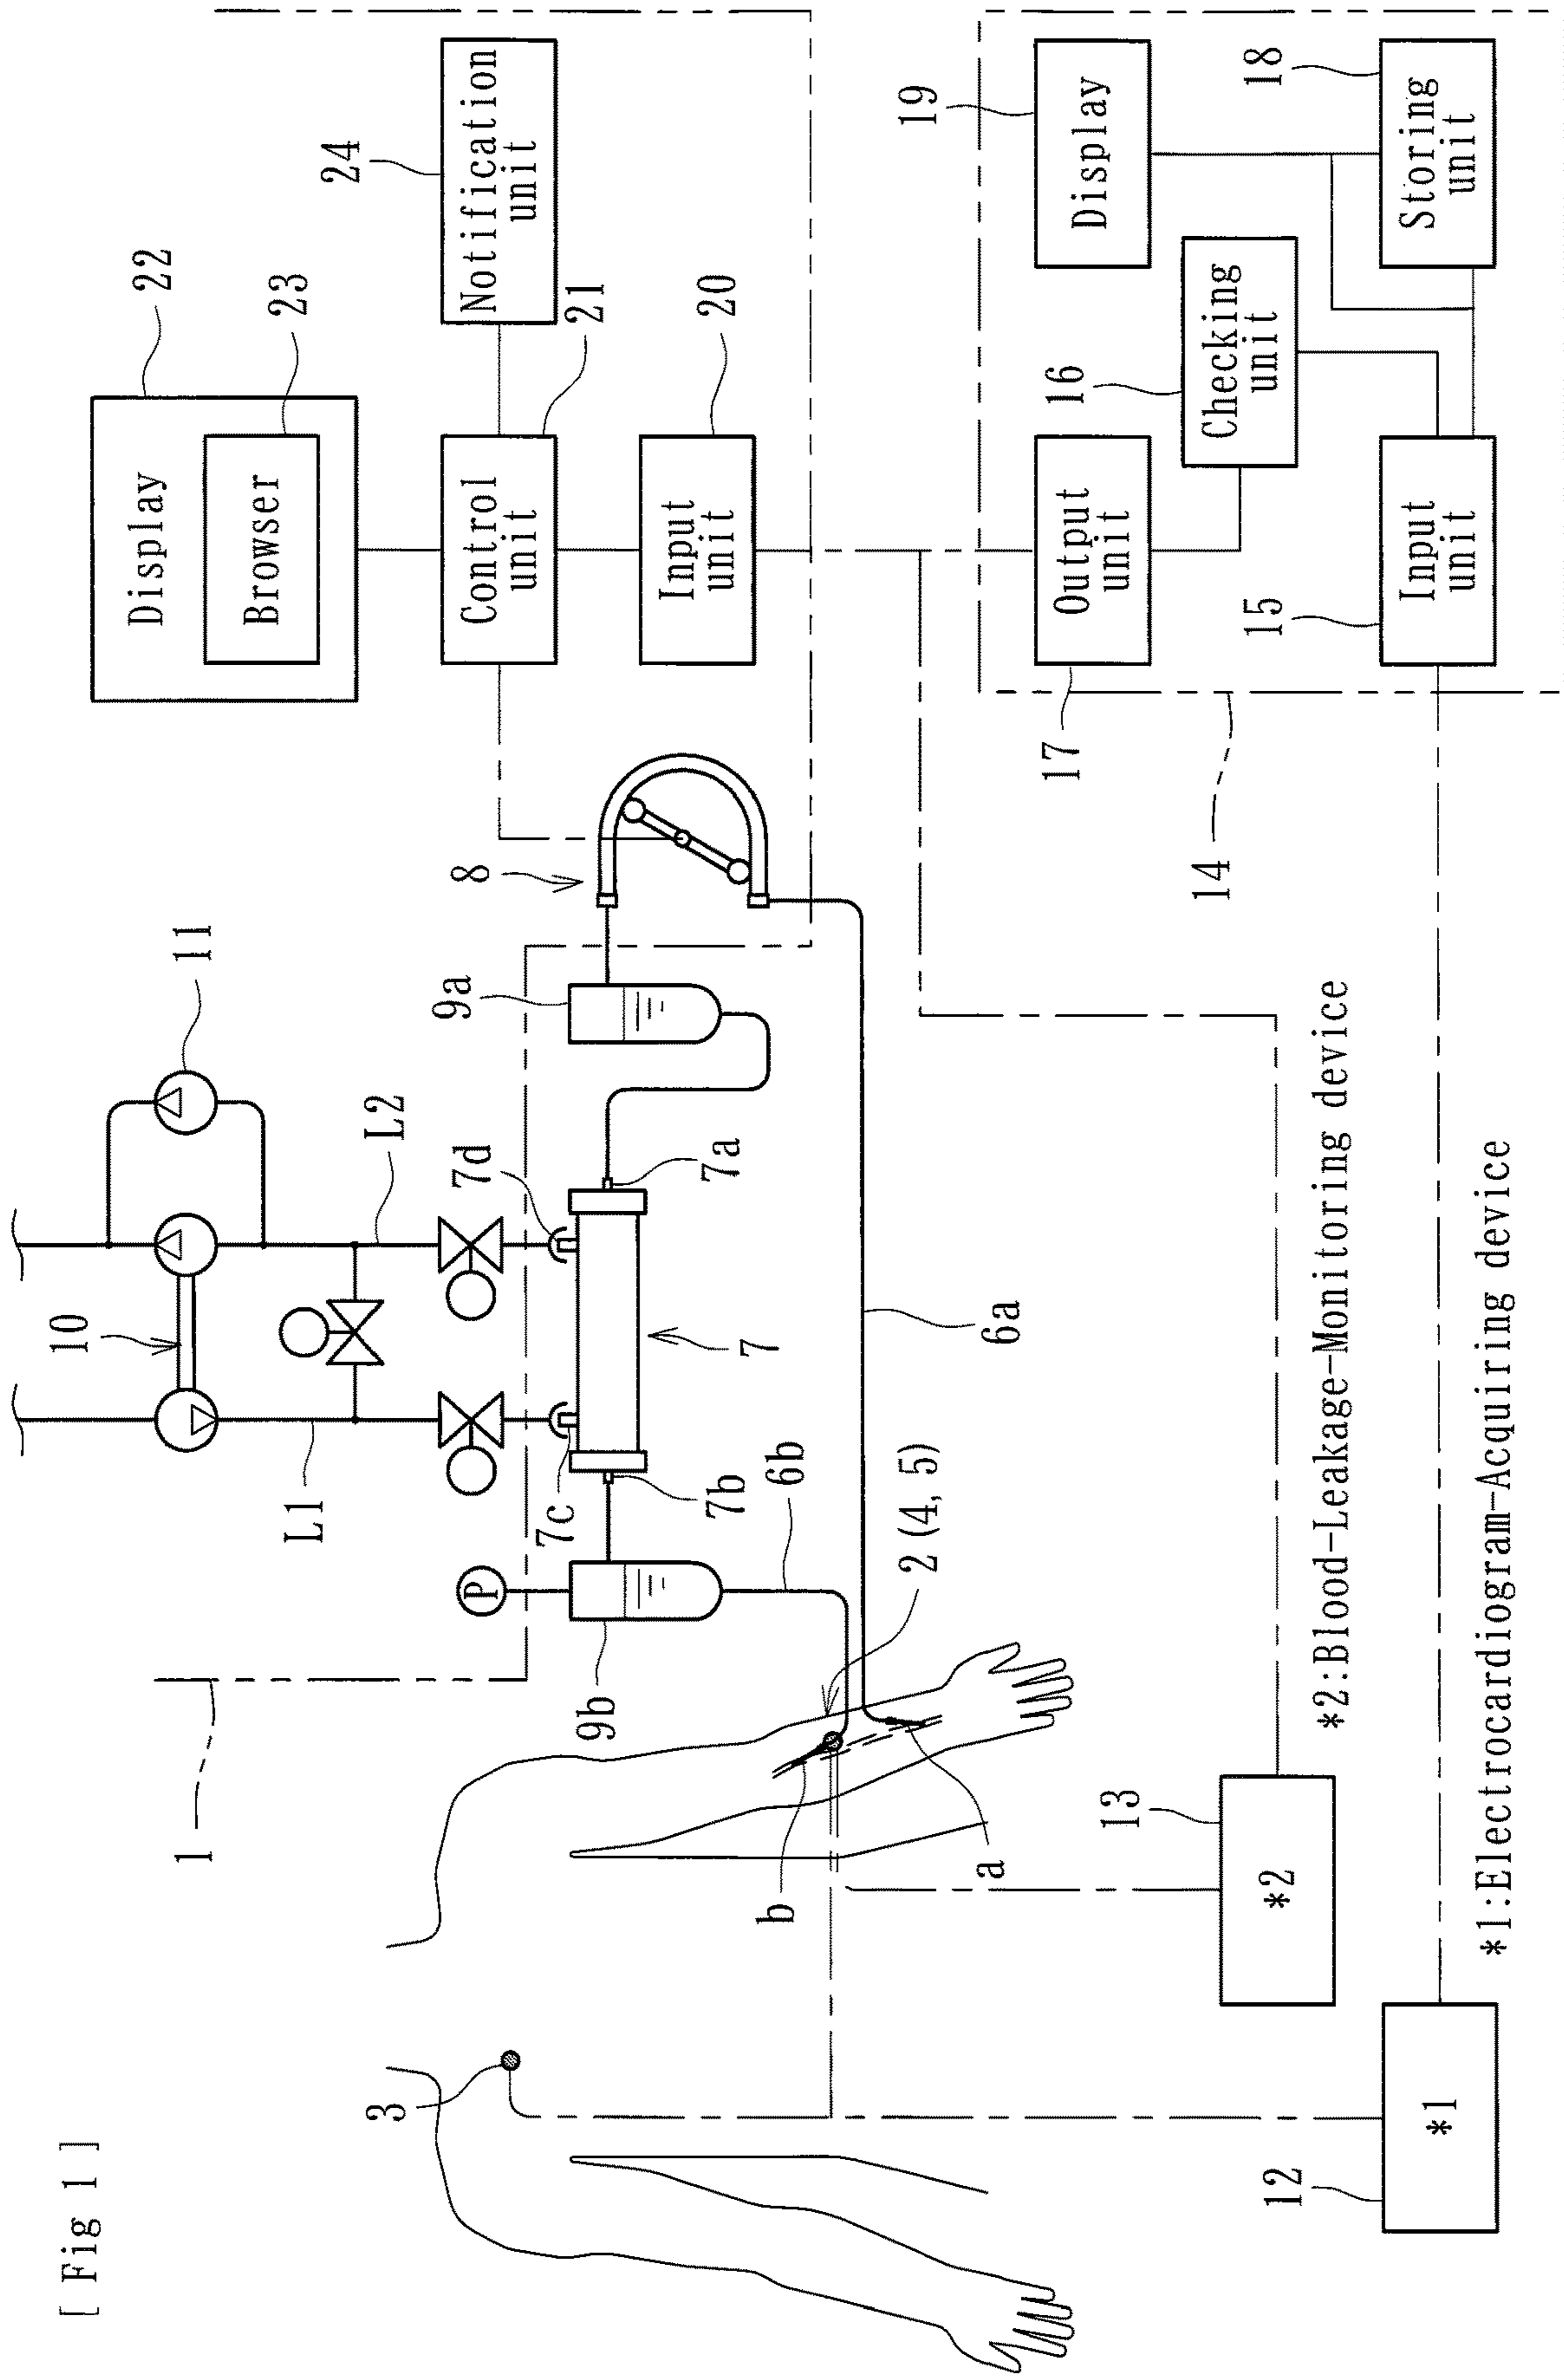 [ Fig 1 ]
1
10
11
L1
L2
22
Display
23
Browser
24
Notification
unit
21
Control
unit
20
Input
unit
8
9a
7d
7a
7
7c
7b
P
9b
6b
6a
2 (4, 5)
3
b
a
19
Display
18
Storing
unit
16
Checking
unit
17
Output
unit
15
Input
unit
14
13
*2
12
*1
*2:Blood-Leakage-Monitoring device
*1:Electrocardiogram-Acquiring device